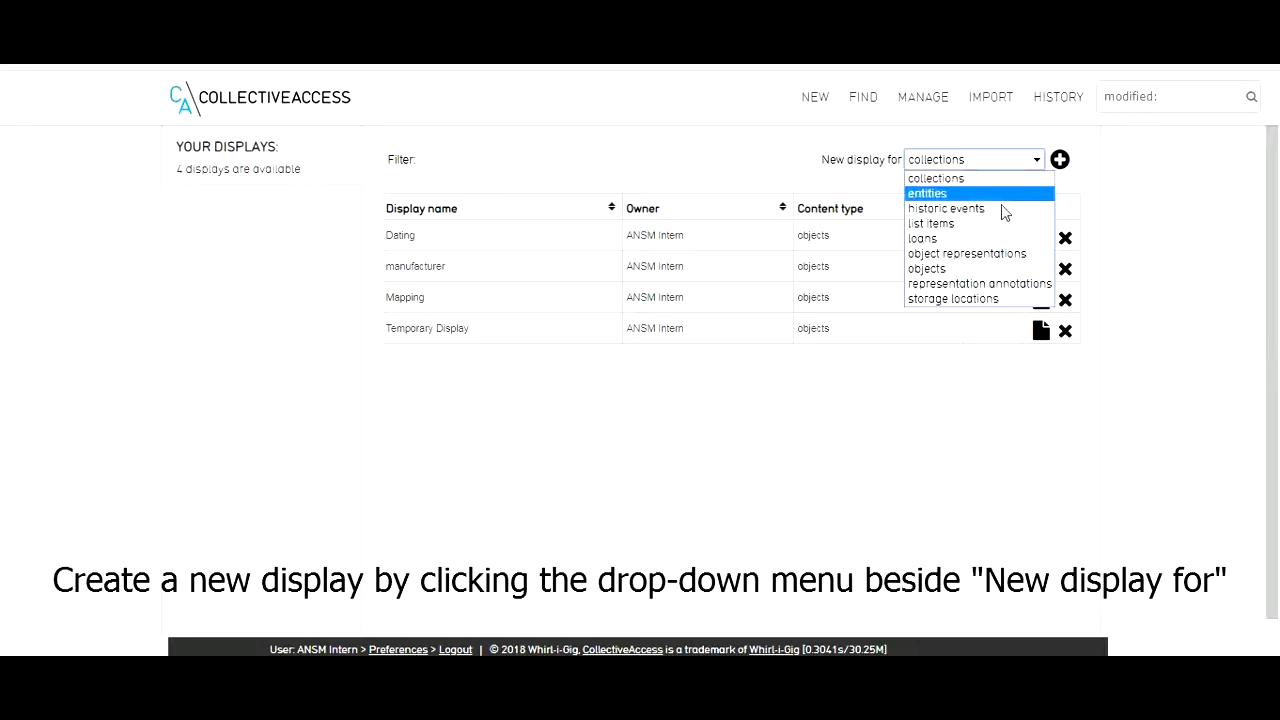 CA COLLECTIVEACCESS
NEW FIND MANAGE IMPORT HISTORY modified:
YOUR DISPLAYS:
4 displays are available
Filter:
New display for collections
collections
entities
historic events
list items
loans
object representations
objects
representation annotations
storage locations
Display name Owner Content type
Dating ANSM Intern objects
manufacturer ANSM Intern objects
Mapping ANSM Intern objects
Temporary Display ANSM Intern objects
Create a new display by clicking the drop-down menu beside "New display for"
User: ANSM Intern > Preferences > Logout | © 2018 Whirl-i-Gig, CollectiveAccess is a trademark of Whirl-i-Gig [0.3041s/30.25M]